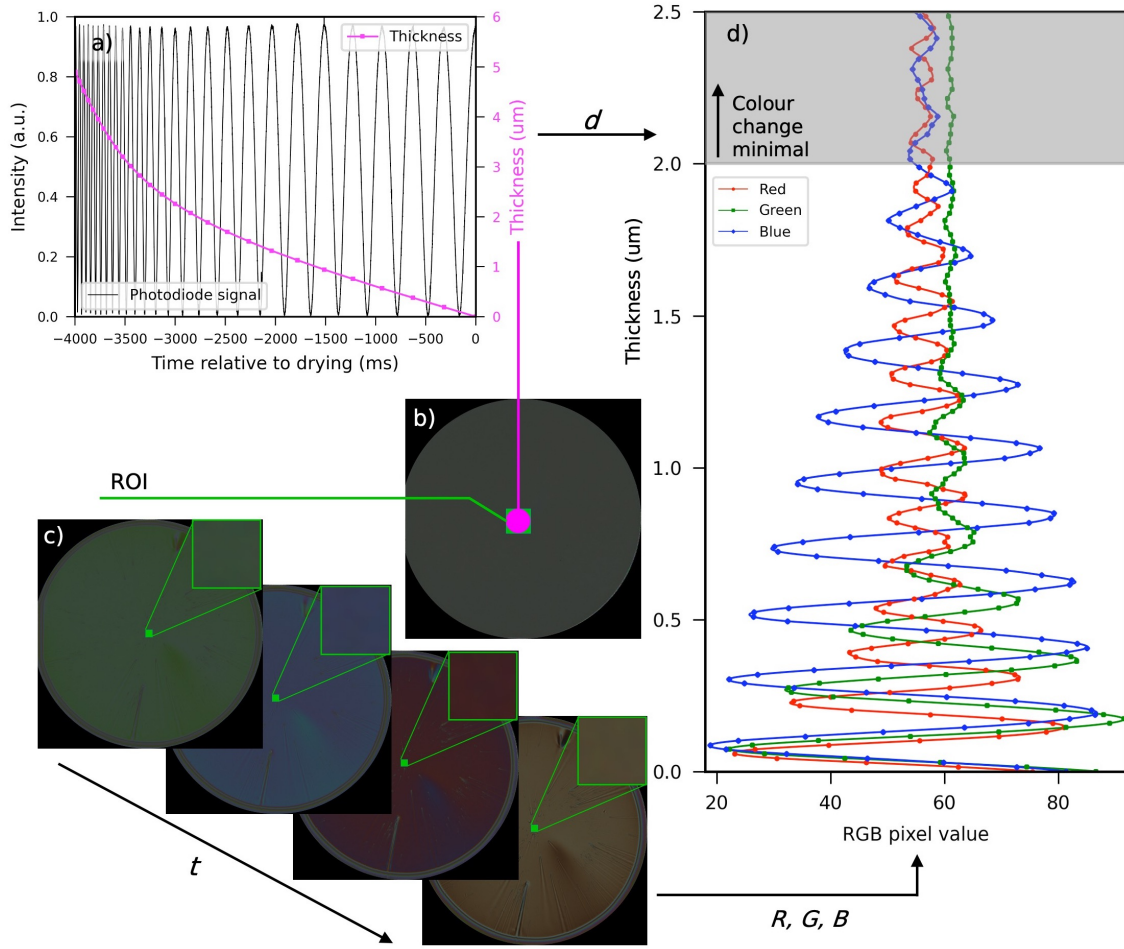 a)
Thickness
Photodiode signal
Intensity (a.u.)
0.0
0.2
0.4
0.6
0.8
1.0
−4000 −3500 −3000 −2500 −2000 −1500 −1000 −500 0
Time relative to drying (ms)
0
1
2
3
4
5
6
Thickness (um)
d
b)
ROI
c)
t
R, G, B
d)
Colour
change
minimal
Red
Green
Blue
Thickness (um)
2.5
2.0
1.5
1.0
0.5
0.0
20 40 60 80
RGB pixel value